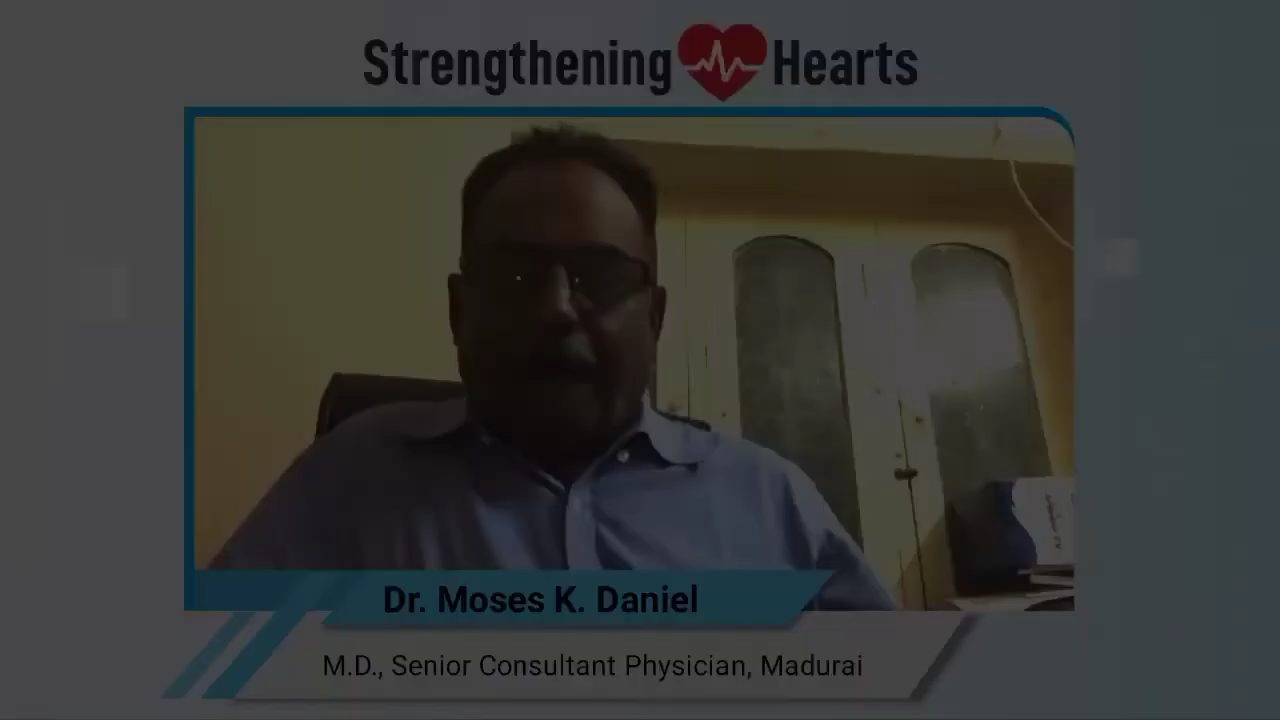 Strengthening Hearts
Dr. Moses K. Daniel
M.D., Senior Consultant Physician, Madurai